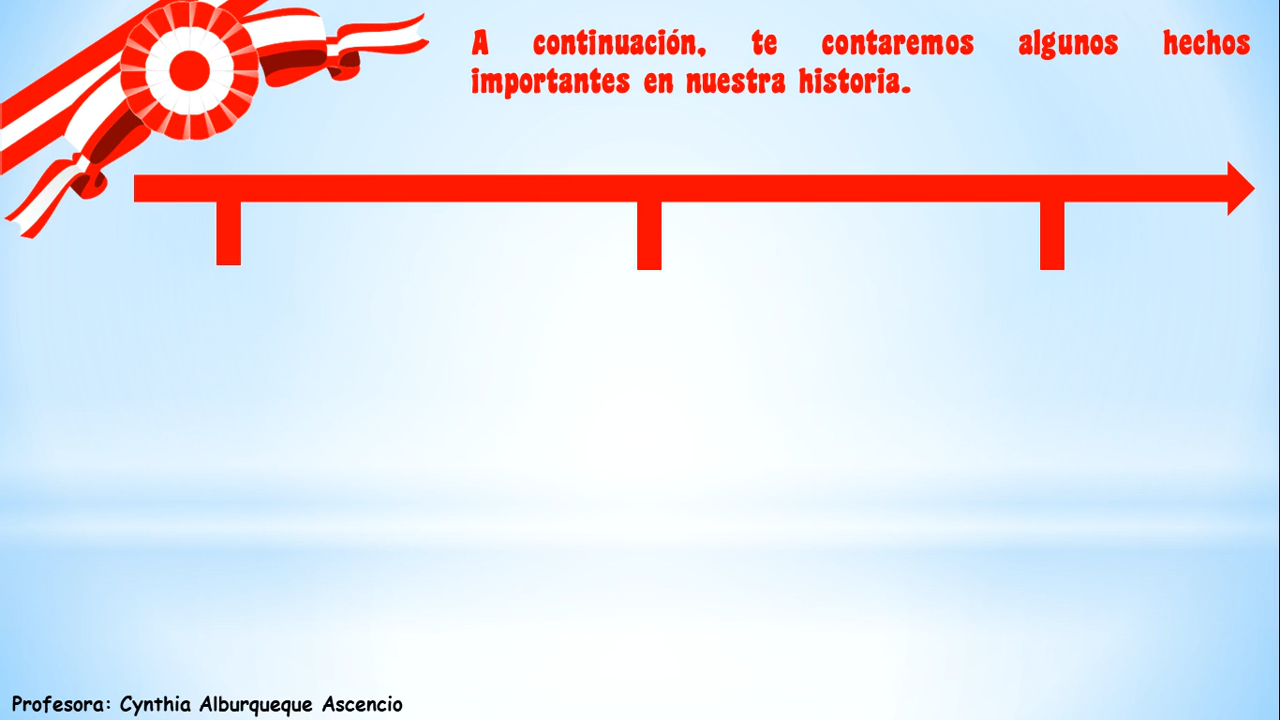 A continuación, te contaremos algunos hechos
importantes en nuestra historia.
Profesora: Cynthia Alburqueque Ascencio